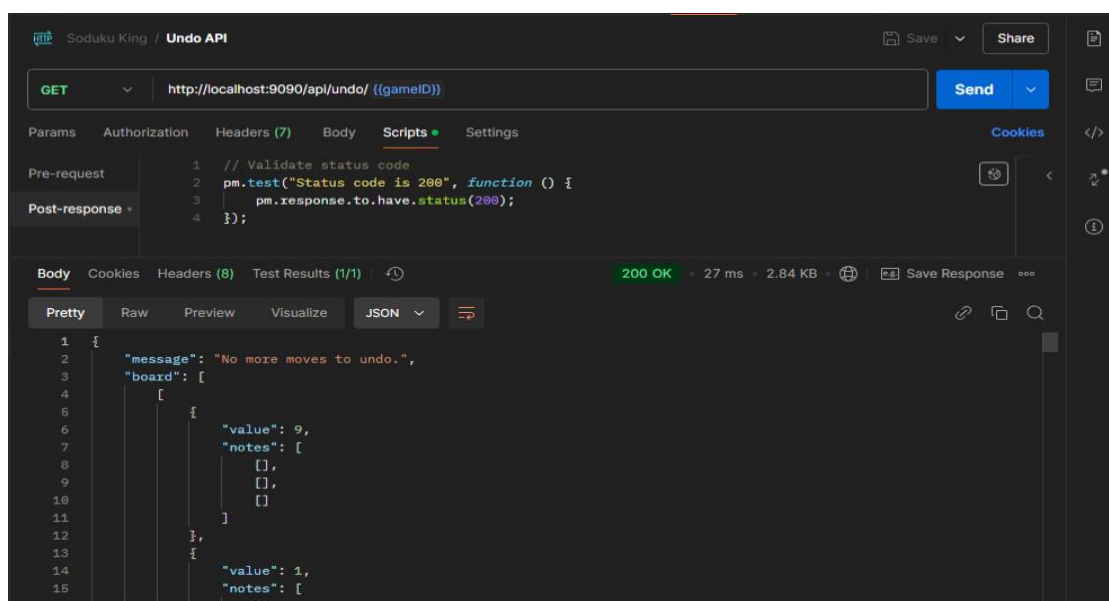 HTTP Soduku King / Undo API Save Share
GET http://localhost:9090/api/undo/ {{gameID}} Send
Params Authorization Headers (7) Body Scripts Settings Cookies
Pre-request
Post-response
1 // Validate status code
2 pm.test("Status code is 200", function () {
3 pm.response.to.have.status(200);
4 });
Body Cookies Headers (8) Test Results (1/1) 200 OK 27 ms 2.84 KB e.g. Save Response
Pretty Raw Preview Visualize JSON
1 {
2 "message": "No more moves to undo.",
3 "board": [
4 [
5 {
6 "value": 9,
7 "notes": [
8 [],
9 [],
10 []
11 ]
12 },
13 {
14 "value": 1,
15 "notes": [